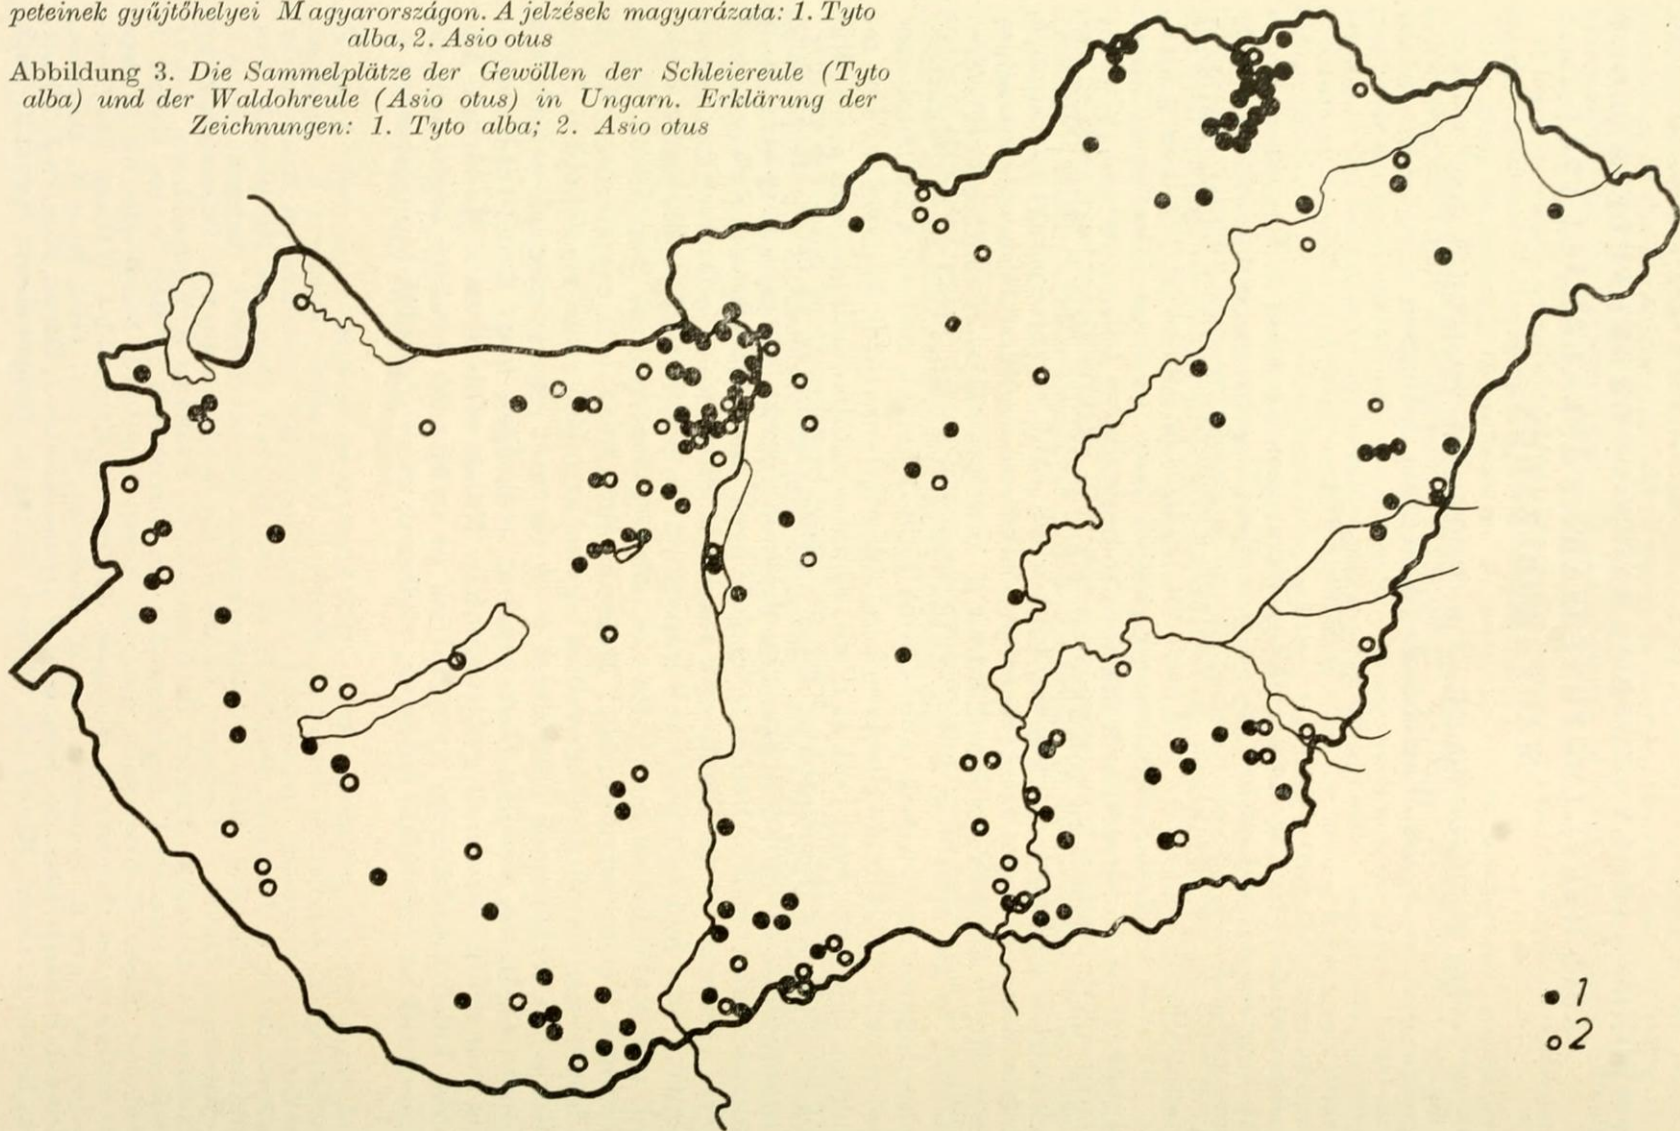 peteinek gyűjtőhelyei Magyarországon. A jelzések magyarázata: 1. Tyto
alba, 2. Asio otus
Abbildung 3. Die Sammelplätze der Gewöllen der Schleiereule (Tyto
alba) und der Waldohreule (Asio otus) in Ungarn. Erklärung der
Zeichnungen: 1. Tyto alba; 2. Asio otus
1
2